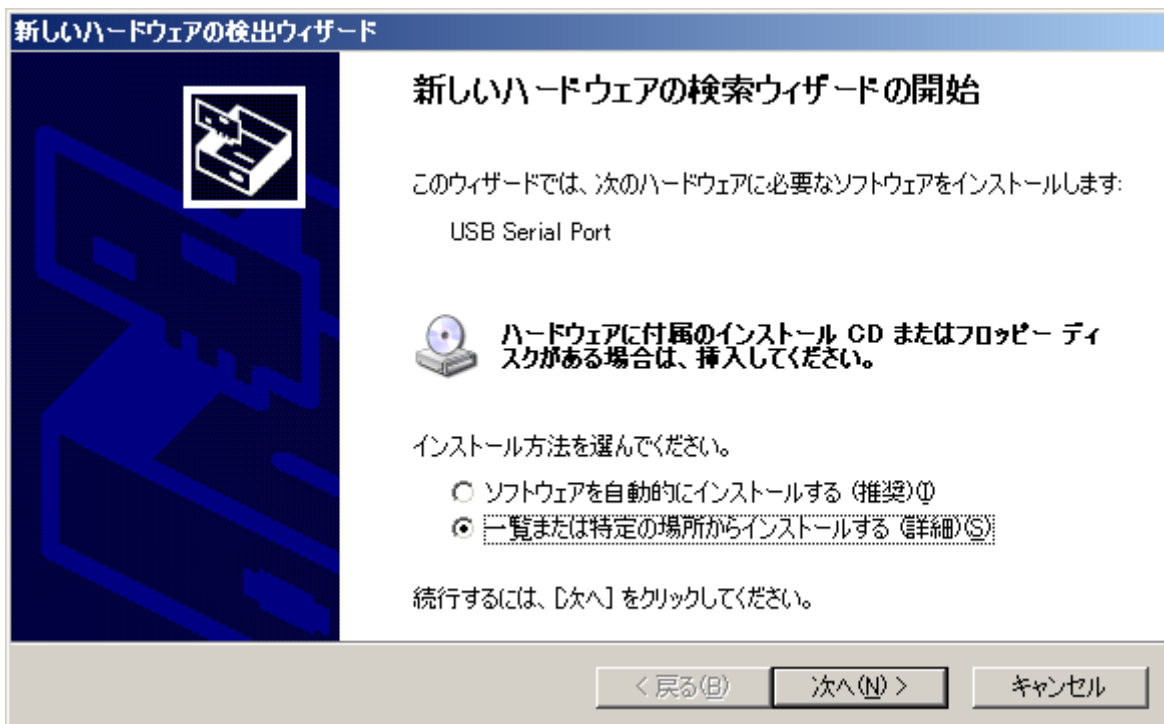 新しいハードウェアの検出ウィザード
新しいハードウェアの検索ウィザードの開始
このウィザードでは、次のハードウェアに必要なソフトウェアをインストールします:
USB Serial Port
ハードウェアに付属のインストール CD またはフロッピー ディ
スクがある場合は、挿入してください。
インストール方法を選んでください。
ソフトウェアを自動的にインストールする (推奨)(I)
一覧または特定の場所からインストールする (詳細)(S)
続行するには、[次へ] をクリックしてください。
< 戻る(B)
次へ(N) >
キャンセル